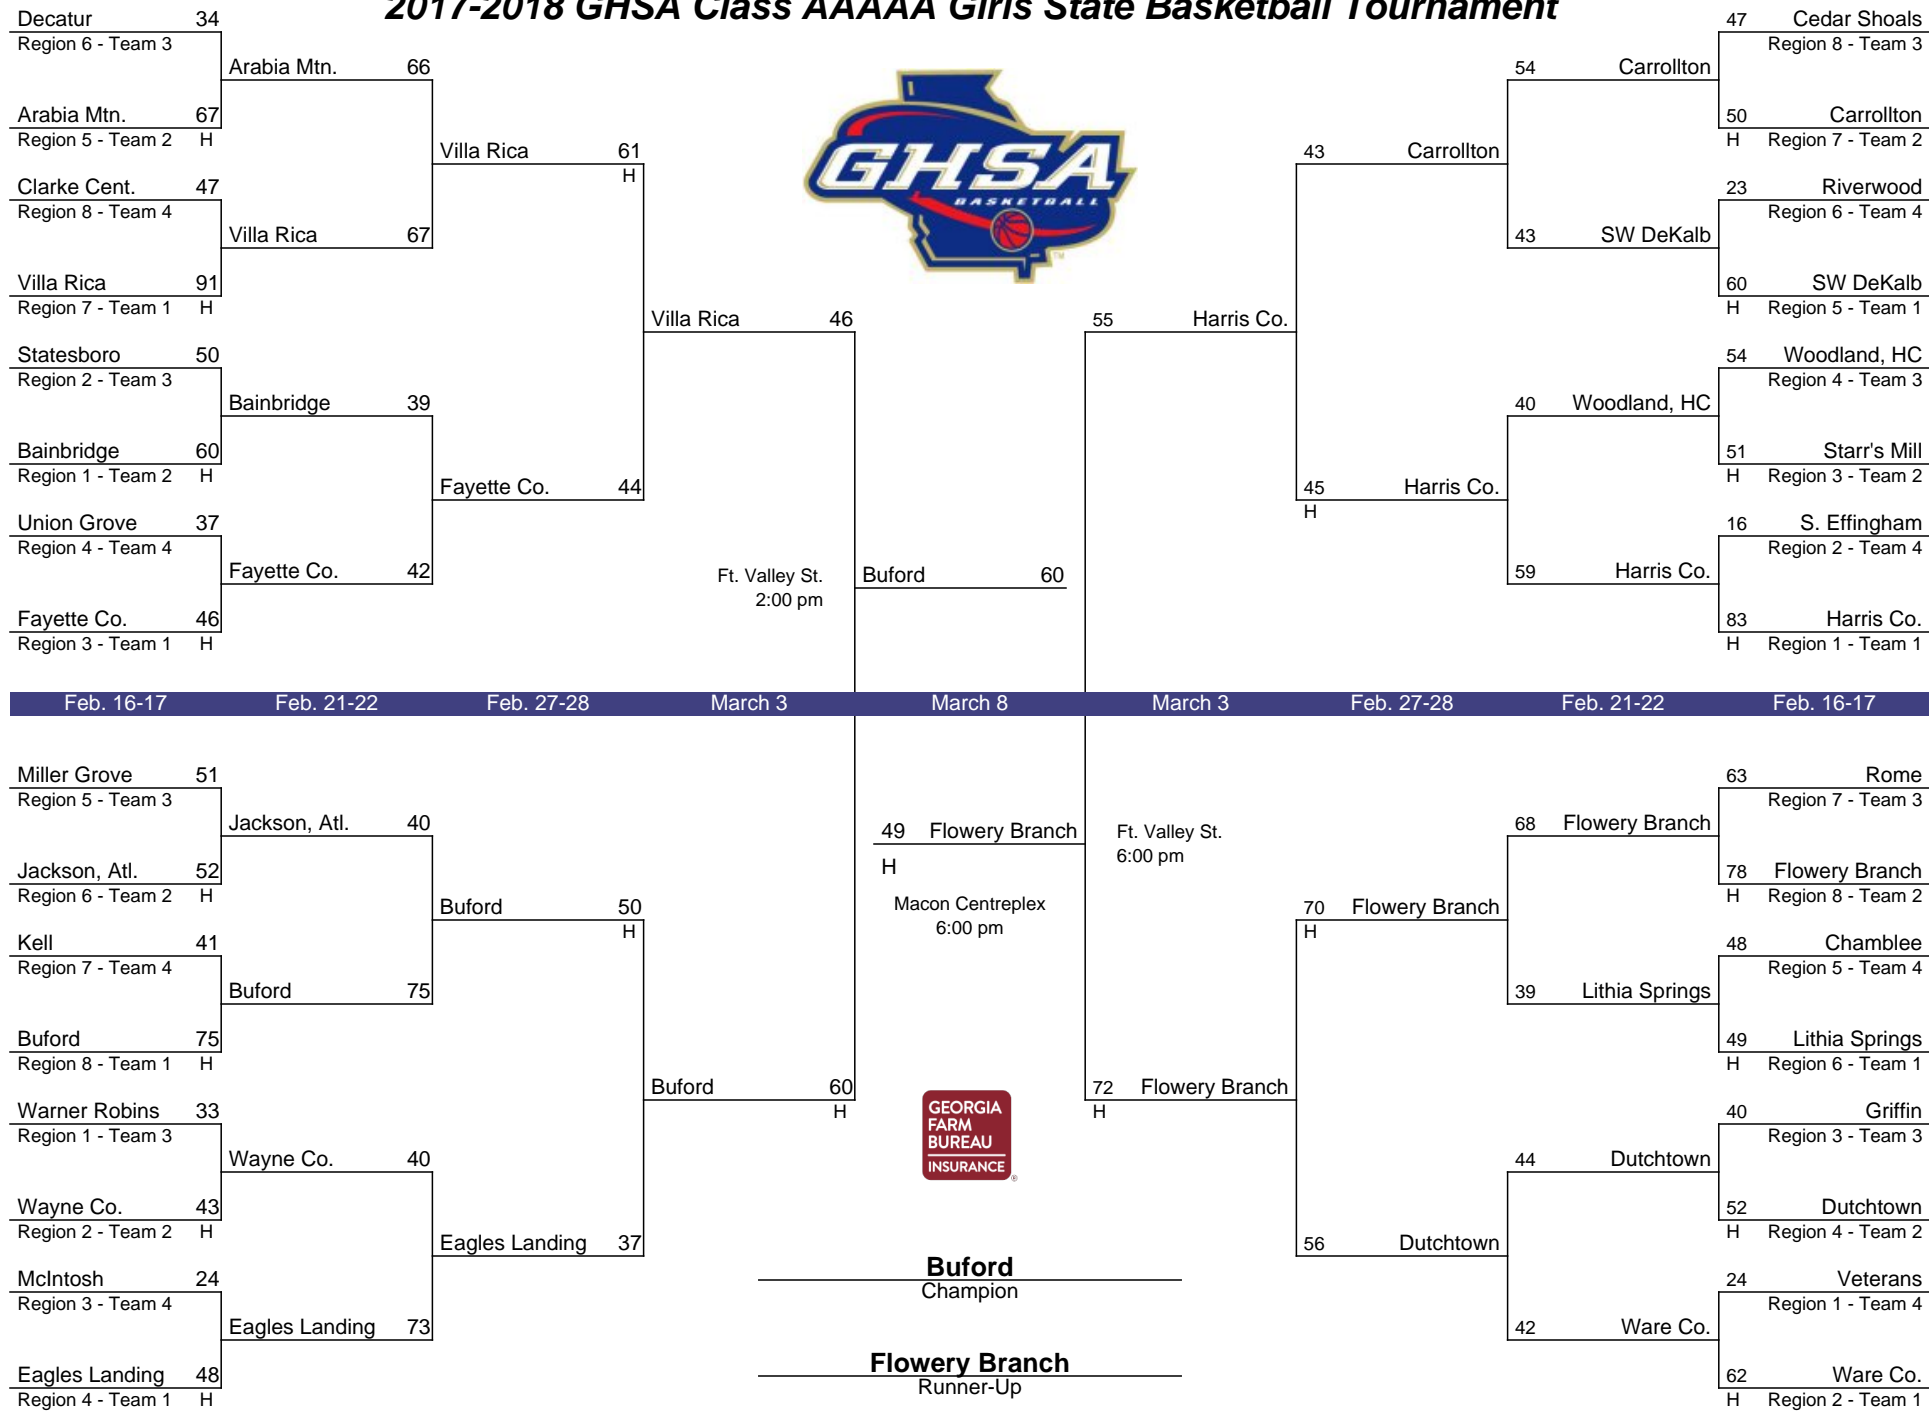 2017-2018 GHSA Class AAAAA Girls State Basketball Tournament
Decatur 34
Region 6 - Team 3
Arabia Mtn. 67
Region 5 - Team 2 H
Clarke Cent. 47
Region 8 - Team 4
Villa Rica 91
Region 7 - Team 1 H
Statesboro 50
Region 2 - Team 3
Bainbridge 60
Region 1 - Team 2 H
Union Grove 37
Region 4 - Team 4
Fayette Co. 46
Region 3 - Team 1 H
Arabia Mtn. 66
Villa Rica 67
Bainbridge 39
Fayette Co. 42
Villa Rica 61
H
Fayette Co. 44
Villa Rica 46
Ft. Valley St.
2:00 pm
Buford 60
GHSA
BASKETBALL
TM
55 Harris Co.
43 Carrollton
45 Harris Co.
H
54 Carrollton
43 SW DeKalb
40 Woodland, HC
59 Harris Co.
47 Cedar Shoals
Region 8 - Team 3
50 Carrollton
H Region 7 - Team 2
23 Riverwood
Region 6 - Team 4
60 SW DeKalb
H Region 5 - Team 1
54 Woodland, HC
Region 4 - Team 3
51 Starr's Mill
H Region 3 - Team 2
16 S. Effingham
Region 2 - Team 4
83 Harris Co.
H Region 1 - Team 1
Feb. 16-17 Feb. 21-22 Feb. 27-28 March 3 March 8 March 3 Feb. 27-28 Feb. 21-22 Feb. 16-17
Miller Grove 51
Region 5 - Team 3
Jackson, Atl. 52
Region 6 - Team 2 H
Kell 41
Region 7 - Team 4
Buford 75
Region 8 - Team 1 H
Warner Robins 33
Region 1 - Team 3
Wayne Co. 43
Region 2 - Team 2 H
McIntosh 24
Region 3 - Team 4
Eagles Landing 48
Region 4 - Team 1 H
Jackson, Atl. 40
Buford 75
Wayne Co. 40
Eagles Landing 73
Buford 50
H
Eagles Landing 37
Buford 60
H
49 Flowery Branch
H
Macon Centreplex
6:00 pm
Ft. Valley St.
6:00 pm
GEORGIA
FARM
BUREAU
INSURANCE
®
72 Flowery Branch
H
70 Flowery Branch
H
56 Dutchtown
68 Flowery Branch
39 Lithia Springs
44 Dutchtown
42 Ware Co.
63 Rome
Region 7 - Team 3
78 Flowery Branch
H Region 8 - Team 2
48 Chamblee
Region 5 - Team 4
49 Lithia Springs
H Region 6 - Team 1
40 Griffin
Region 3 - Team 3
52 Dutchtown
H Region 4 - Team 2
24 Veterans
Region 1 - Team 4
62 Ware Co.
H Region 2 - Team 1
Buford
Champion
Flowery Branch
Runner-Up